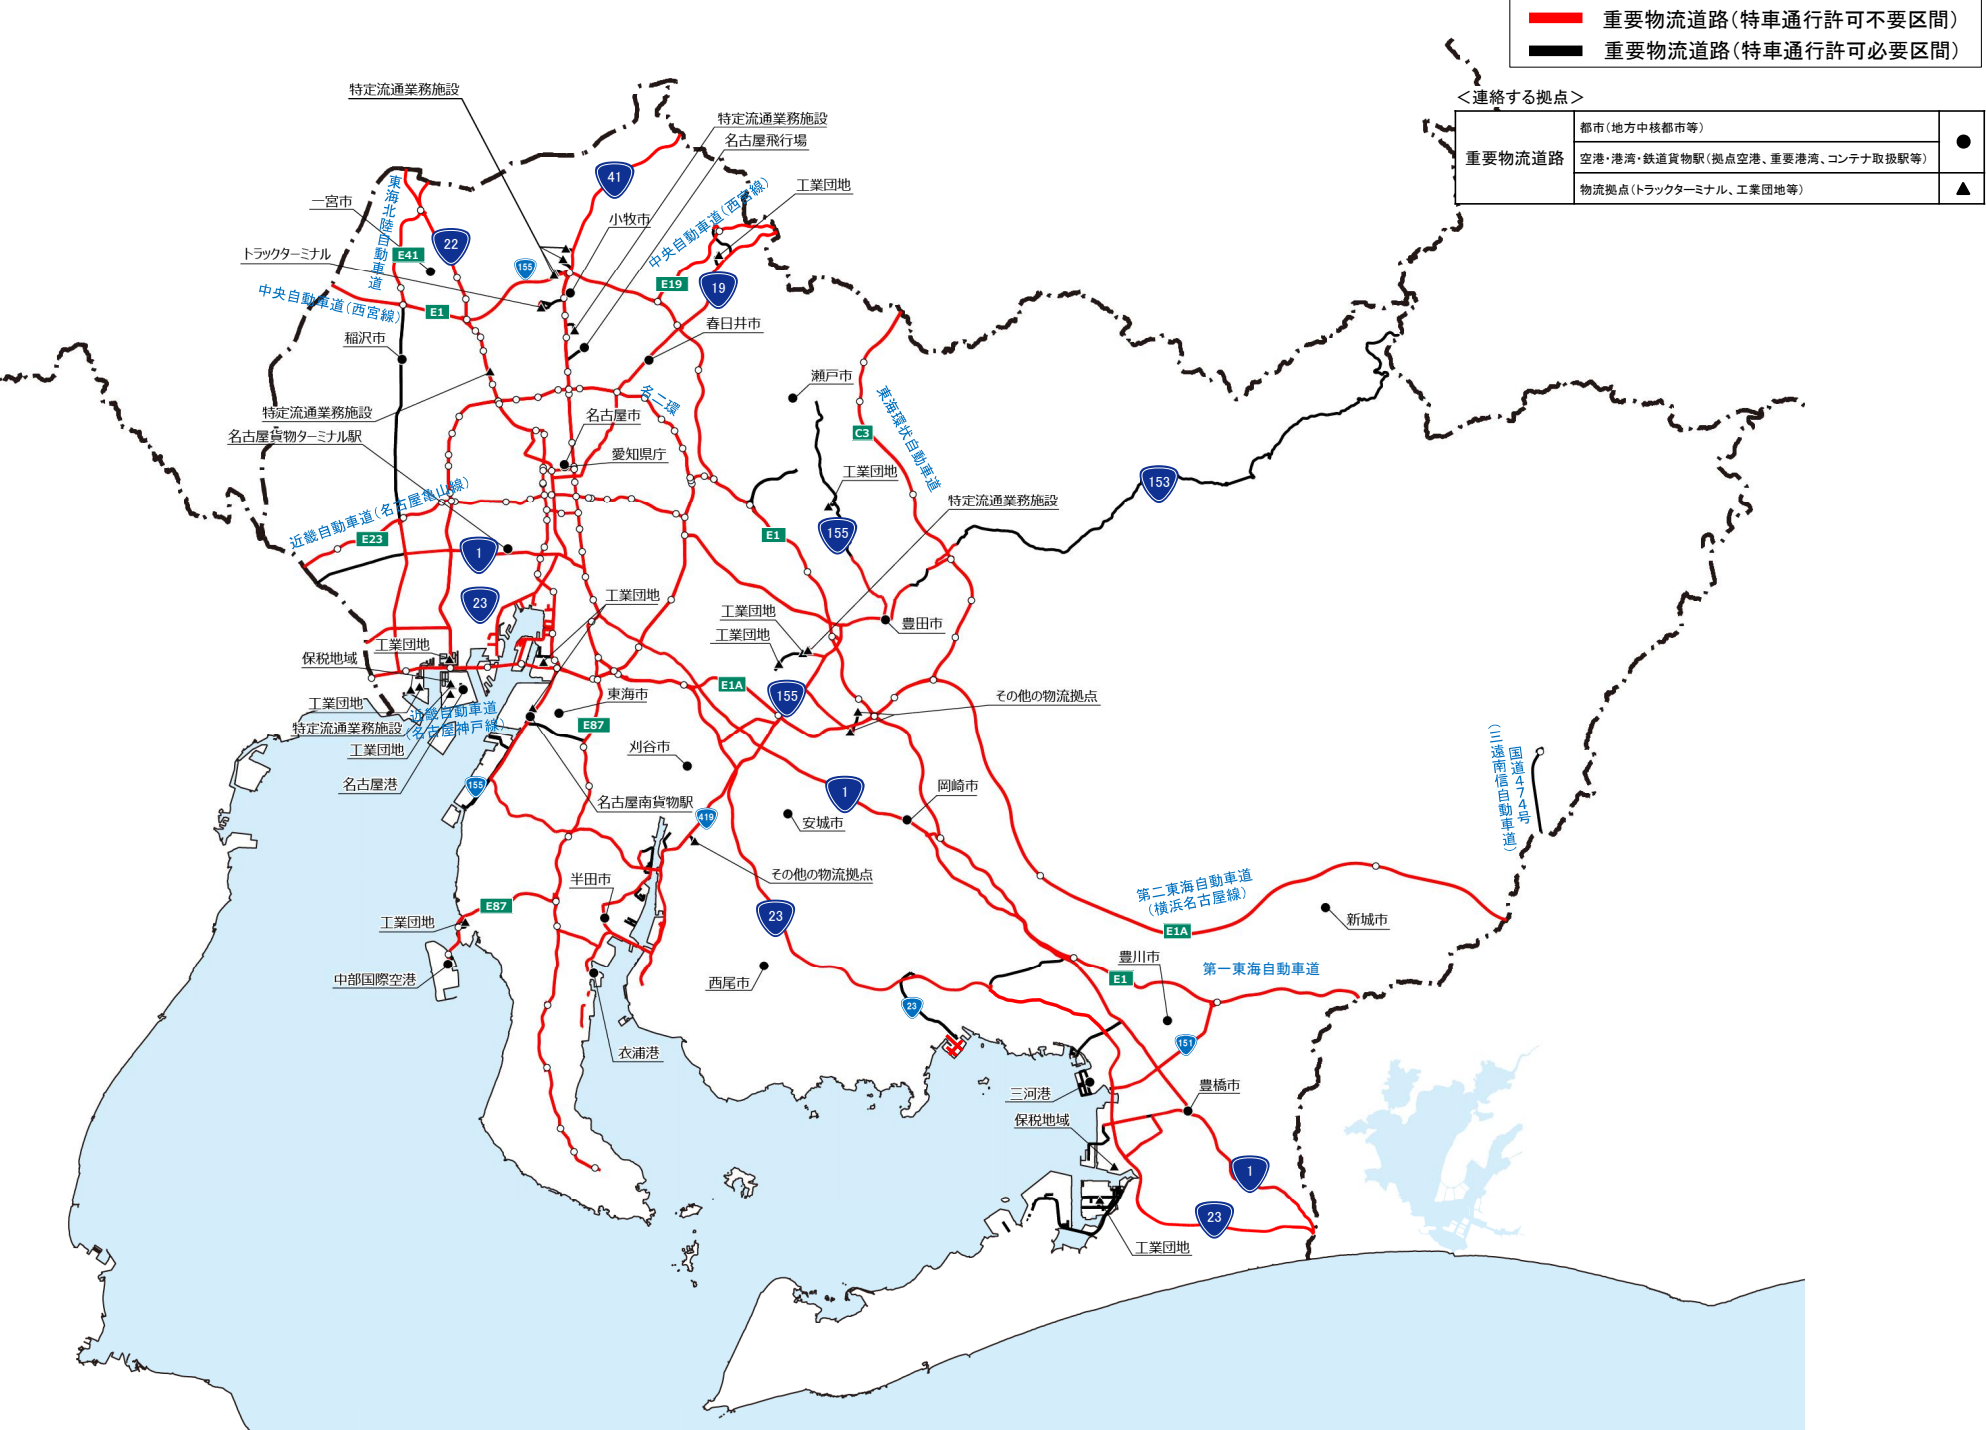 重要物流道路（特車通行許可不要区間）
重要物流道路（特車通行許可必要区間）
＜連絡する拠点＞
重要物流道路
都市（地方中核都市等）
●
空港・港湾・鉄道貨物駅（拠点空港、重要港湾、コンテナ取扱駅等）
物流拠点（トラックターミナル、工業団地等）
▲
特定流通業務施設
特定流通業務施設
名古屋飛行場
41
工業団地
東海北陸自動車道
一宮市
小牧市
中央自動車道（西宮線）
22
E41
トラックターミナル
155
E19
19
中央自動車道（西宮線）
E1
春日井市
稲沢市
瀬戸市
名二環
東海環状自動車道
特定流通業務施設
名古屋市
名古屋貨物ターミナル駅
C3
愛知県庁
工業団地
153
近畿自動車道（名古屋亀山線）
特定流通業務施設
E23
E1
155
1
23
工業団地
工業団地
豊田市
工業団地
工業団地
保税地域
E1A
155
東海市
その他の物流拠点
工業団地
近畿自動車道
（名古屋神戸線）
特定流通業務施設
E87
工業団地
刈谷市
国道474号
（三遠南信自動車道）
名古屋港
155
1
岡崎市
名古屋南貨物駅
419
安城市
その他の物流拠点
半田市
第二東海自動車道
（横浜名古屋線）
E87
23
工業団地
新城市
E1A
豊川市
中部国際空港
西尾市
E1
第一東海自動車道
23
衣浦港
151
三河港
豊橋市
保税地域
1
23
工業団地